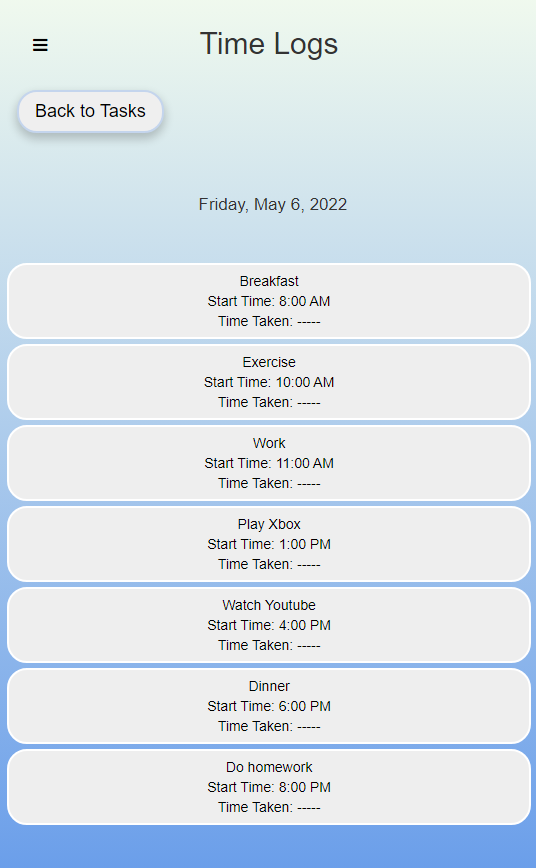 Time Logs
Back to Tasks
Friday, May 6, 2022
Breakfast
Start Time: 8:00 AM
Time Taken: -----
Exercise
Start Time: 10:00 AM
Time Taken: -----
Work
Start Time: 11:00 AM
Time Taken: -----
Play Xbox
Start Time: 1:00 PM
Time Taken: -----
Watch Youtube
Start Time: 4:00 PM
Time Taken: -----
Dinner
Start Time: 6:00 PM
Time Taken: -----
Do homework
Start Time: 8:00 PM
Time Taken: -----